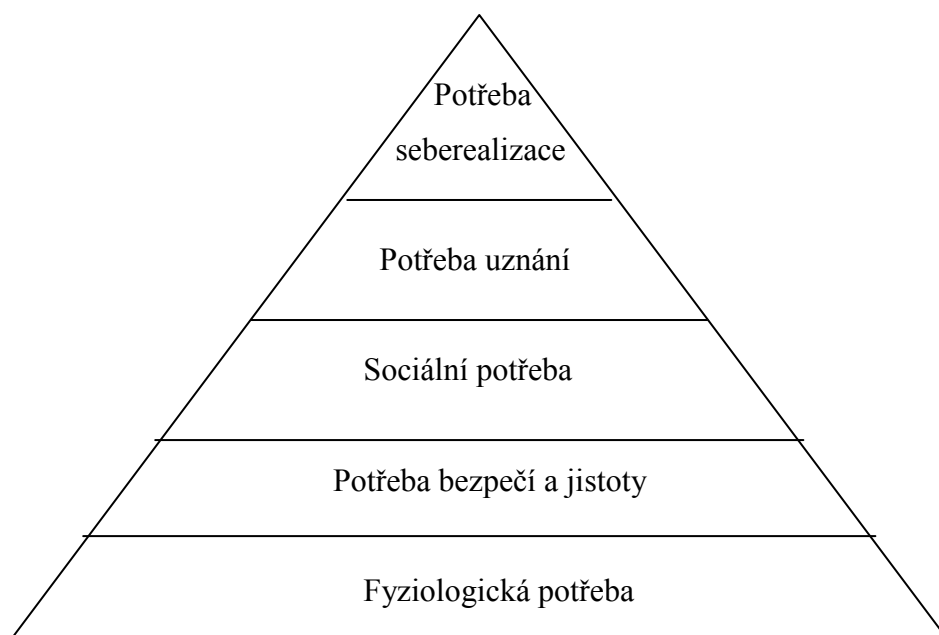 Potřeba
seberealizace
Potřeba uznání
Sociální potřeba
Potřeba bezpečí a jistoty
Fyziologická potřeba